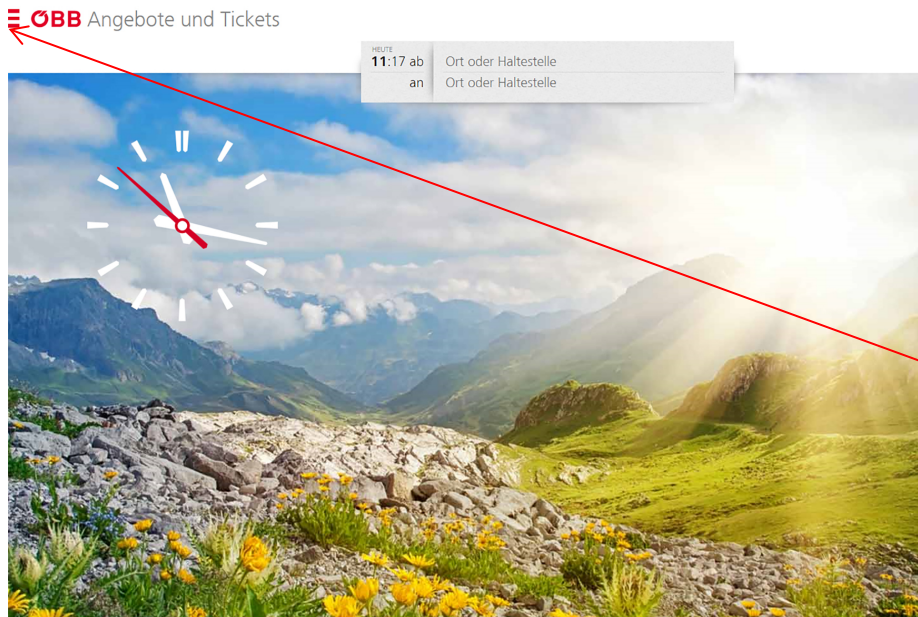 ÖBB Angebote und Tickets
HEUTE
11:17 ab Ort oder Haltestelle
an Ort oder Haltestelle